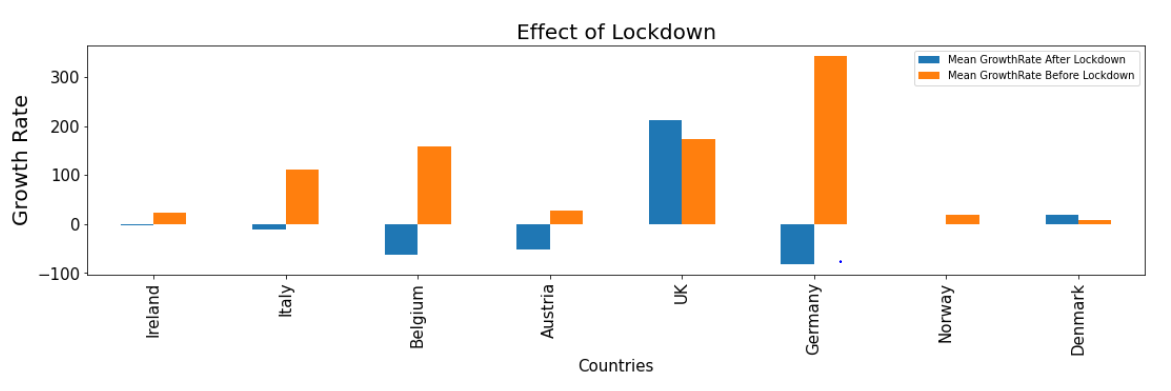 Effect of Lockdown
Mean GrowthRate After Lockdown
Mean GrowthRate Before Lockdown
Growth Rate
300
200
100
0
−100
Ireland
Italy
Belgium
Austria
UK
Germany
Norway
Denmark
Countries